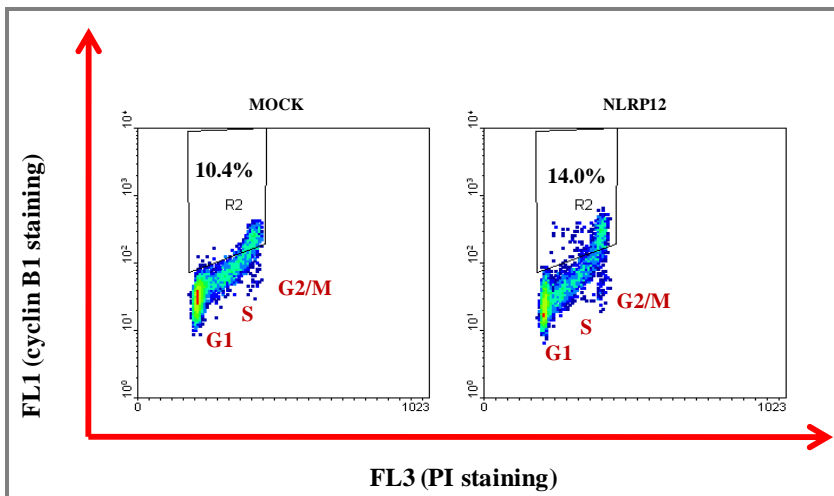 MOCK
NLRP12
FL1 (cyclin B1 staining)
10⁴
10³
10²
10¹
10⁰
10.4%
R2
G2/M
S
G1
0
1023
10⁴
10³
10²
10¹
10⁰
14.0%
R2
G2/M
S
G1
0
1023
FL3 (PI staining)